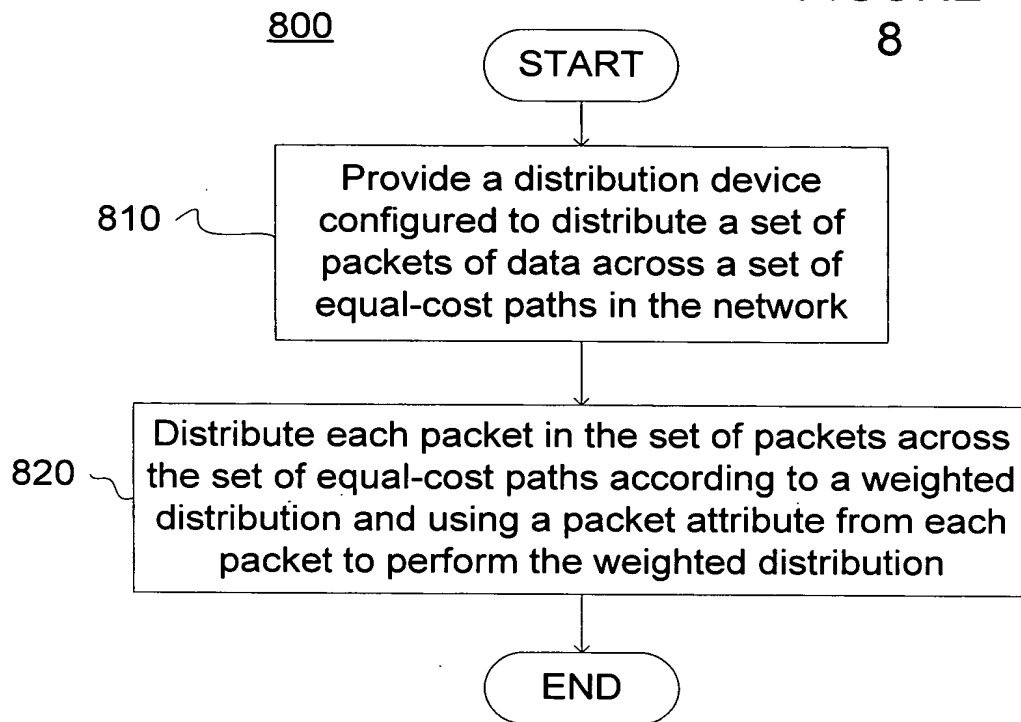 800
8
START
810
Provide a distribution device
configured to distribute a set of
packets of data across a set of
equal-cost paths in the network
820
Distribute each packet in the set of packets across
the set of equal-cost paths according to a weighted
distribution and using a packet attribute from each
packet to perform the weighted distribution
END